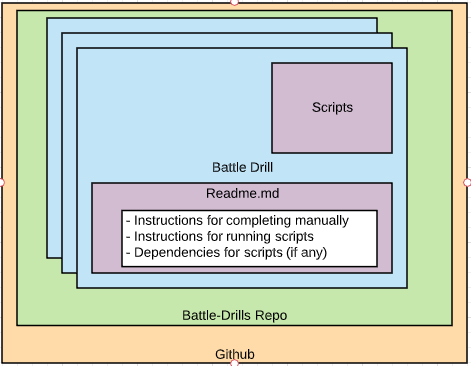 Scripts
Battle Drill
Readme.md
- Instructions for completing manually
- Instructions for running scripts
- Dependencies for scripts (if any)
Battle-Drills Repo
Github